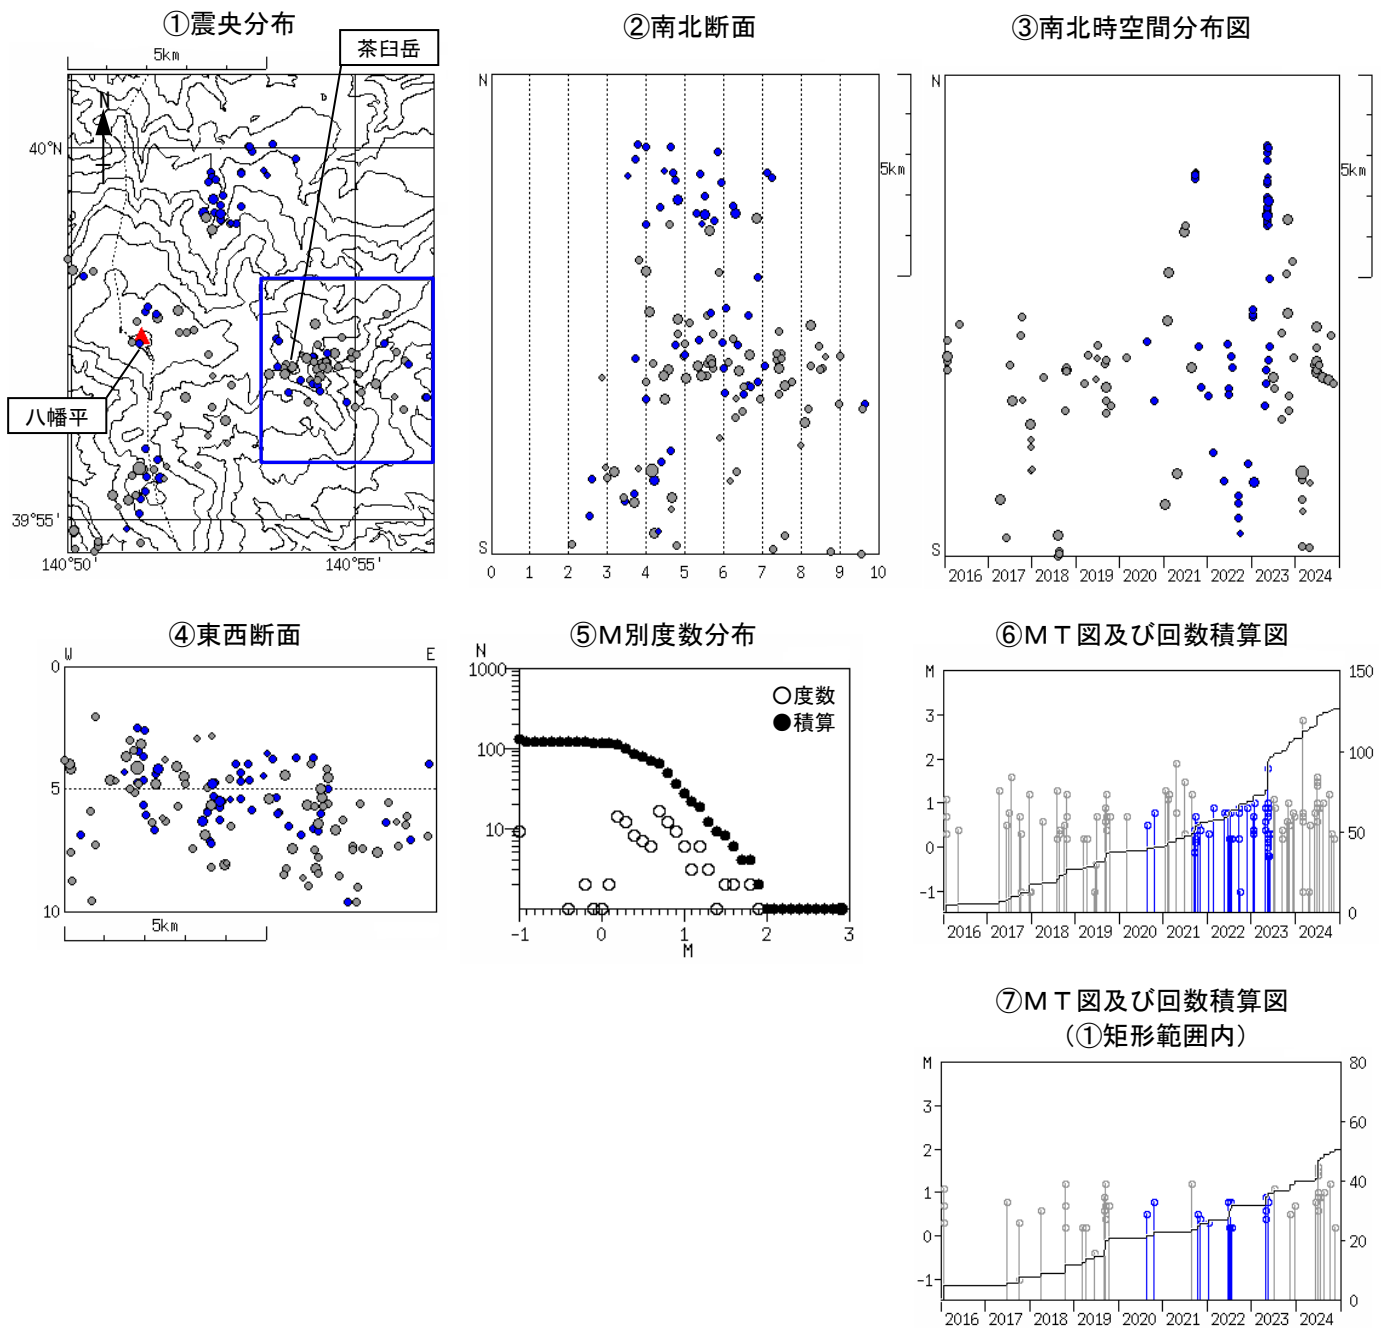 ①震央分布
②南北断面
③南北時空間分布図
茶臼岳
5km
N
40°N
八幡平
39°55'
140°50'
140°55'
N
S
5km
0 1 2 3 4 5 6 7 8 9 10
N
S
5km
2016 2017 2018 2019 2020 2021 2022 2023 2024
④東西断面
⑤Ｍ別度数分布
⑥ＭＴ図及び回数積算図
W
E
0
5
10
5km
N
1000
100
10
○度数
●積算
-1 0 1 2 3
M
M
3
2
1
0
-1
150
100
50
0
2016 2017 2018 2019 2020 2021 2022 2023 2024
⑦ＭＴ図及び回数積算図
（①矩形範囲内）
M
3
2
1
0
-1
80
60
40
20
0
2016 2017 2018 2019 2020 2021 2022 2023 2024